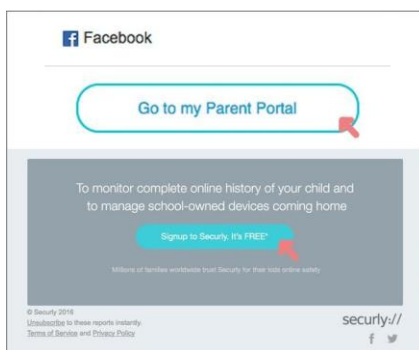 Facebook
Go to my Parent Portal
To monitor complete online history of your child and
to manage school-owned devices coming home
Signup to Securly. It's FREE*
Millions of families worldwide trust Securly for their kids online safety
© Securly 2016
Unsubscribe to these reports instantly.
Terms of Service and Privacy Policy
securly://